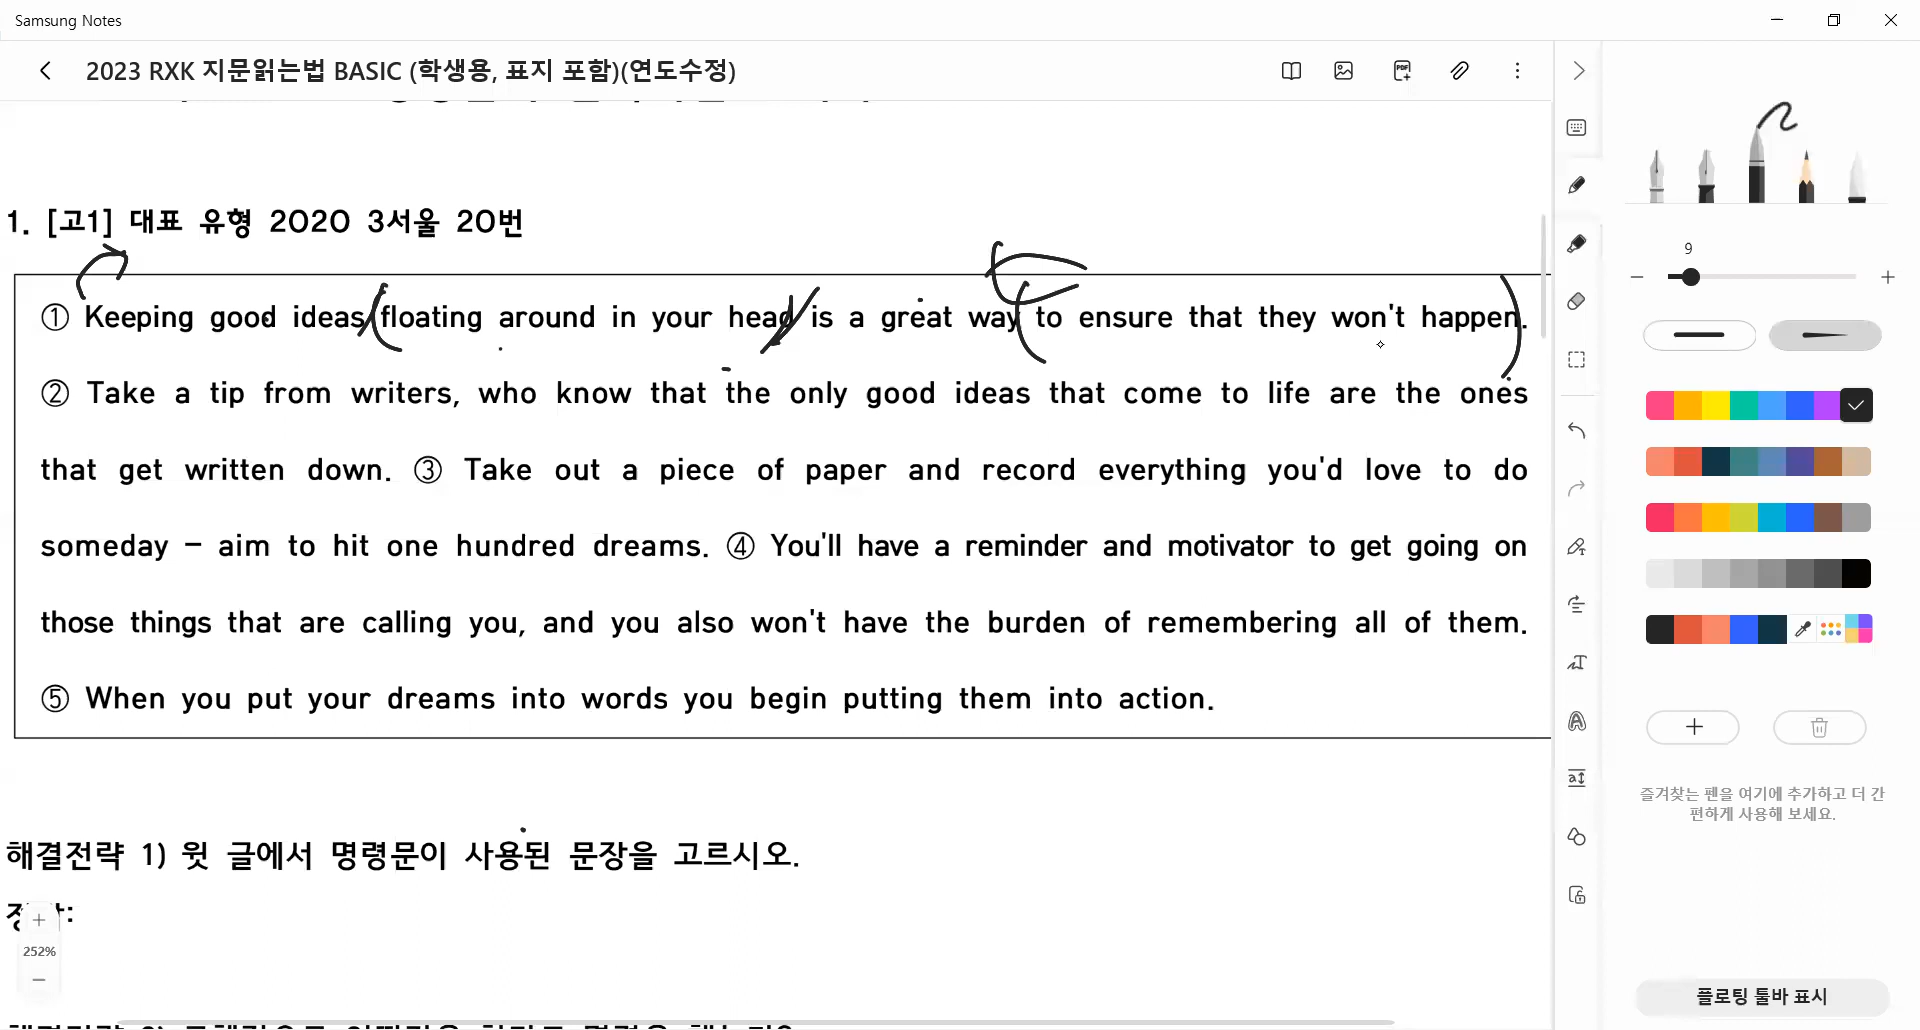 Samsung Notes
2023 RXK 지문읽는법 BASIC (학생용, 표지 포함)(연도수정)
PDF
1. [고1] 대표 유형 2020 3서울 20번
① Keeping good ideas floating around in your head is a great way to ensure that they won't happen.
② Take a tip from writers, who know that the only good ideas that come to life are the ones
that get written down. ③ Take out a piece of paper and record everything you'd love to do
someday – aim to hit one hundred dreams. ④ You'll have a reminder and motivator to get going on
those things that are calling you, and you also won't have the burden of remembering all of them.
⑤ When you put your dreams into words you begin putting them into action.
해결전략 1) 윗 글에서 명령문이 사용된 문장을 고르시오.
252%
9
즐겨찾는 펜을 여기에 추가하고 더 간
편하게 사용해 보세요.
플로팅 툴바 표시